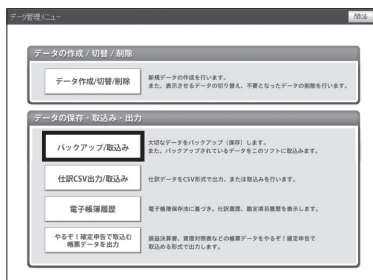 データ管理メニュー
閉じる
データの作成 / 切替 / 削除
データ作成/切替/削除
新規データの作成を行います。
また、表示させるデータの切り替え、不要となったデータの削除を行います。
データの保存・取込み・出力
バックアップ/取込み
大切なデータをバックアップ（保存）します。
また、バックアップされているデータをこのソフトに取込みます。
仕訳CSV出力/取込み
仕訳データをCSV形式で出力、または取込みを行います。
電子帳簿履歴
電子帳簿保存法に基づき、仕訳履歴、勘定項目履歴を表示します。
やるぞ！確定申告で取込む
帳票データを出力
損益決算書、貸借対照表などの帳票データをやるぞ！確定申告で
取込める形式で出力します。